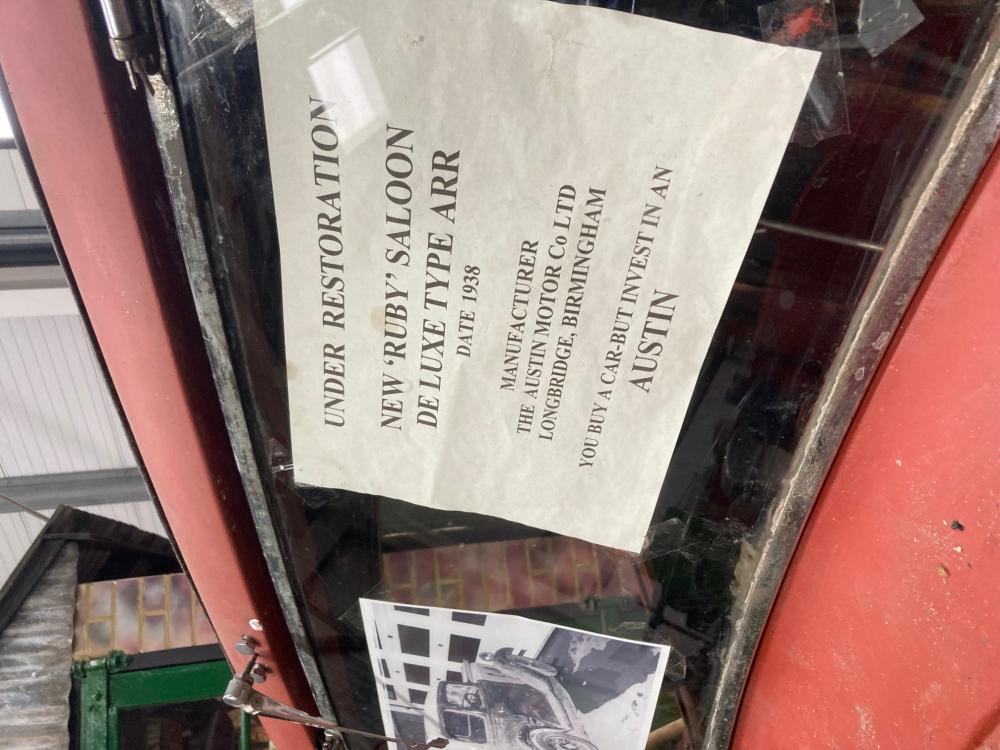 UNDER RESTORATION
NEW ‘RUBY’ SALOON
DE LUXE TYPE ARR
DATE 1938
MANUFACTURER
THE AUSTIN MOTOR Co LTD
LONGBRIDGE, BIRMINGHAM
YOU BUY A CAR-BUT INVEST IN AN
AUSTIN